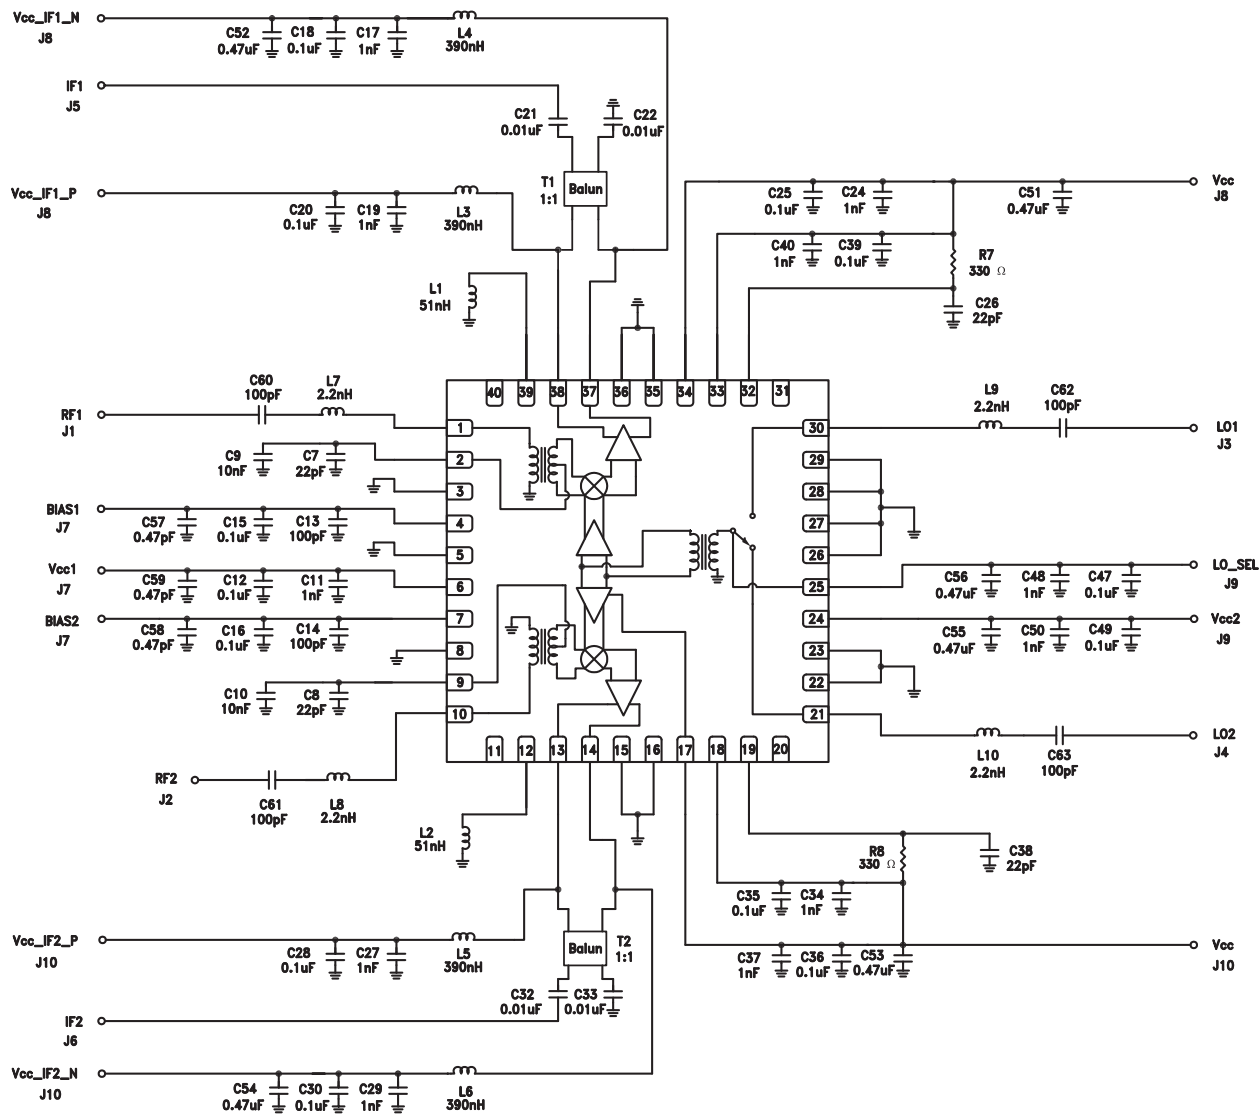 Vcc_IF1_N
J8
C52
0.47uF
C18
0.1uF
C17
1nF
L4
390nH
IF1
J5
C21
0.01uF
C22
0.01uF
Vcc_IF1_P
J8
C20
0.1uF
C19
1nF
L3
390nH
T1
1:1
Balun
C25
0.1uF
C24
1nF
C51
0.47uF
Vcc
J8
C40
1nF
C39
0.1uF
R7
330 Ω
C26
22pF
L1
51nH
40
39
38
37
36
35
34
33
32
31
RF1
J1
C60
100pF
L7
2.2nH
C9
10nF
C7
22pF
BIAS1
J7
C57
0.47pF
C15
0.1uF
C13
100pF
Vcc1
J7
C59
0.47pF
C12
0.1uF
C11
1nF
BIAS2
J7
C58
0.47pF
C16
0.1uF
C14
100pF
C10
10nF
C8
22pF
RF2
J2
C61
100pF
L8
2.2nH
1
2
3
4
5
6
7
8
9
10
30
29
28
27
26
25
24
23
22
21
L9
2.2nH
C62
100pF
LO1
J3
LO_SEL
J9
C56
0.47uF
C48
1nF
C47
0.1uF
Vcc2
J9
C55
0.47uF
C50
1nF
C49
0.1uF
L10
2.2nH
C63
100pF
LO2
J4
11
12
13
14
15
16
17
18
19
20
L2
51nH
R8
330 Ω
C38
22pF
C35
0.1uF
C34
1nF
C37
1nF
C36
0.1uF
C53
0.47uF
Vcc
J10
Vcc_IF2_P
J10
C28
0.1uF
C27
1nF
L5
390nH
Balun
T2
1:1
C32
0.01uF
C33
0.01uF
IF2
J6
Vcc_IF2_N
J10
C54
0.47uF
C30
0.1uF
C29
1nF
L6
390nH